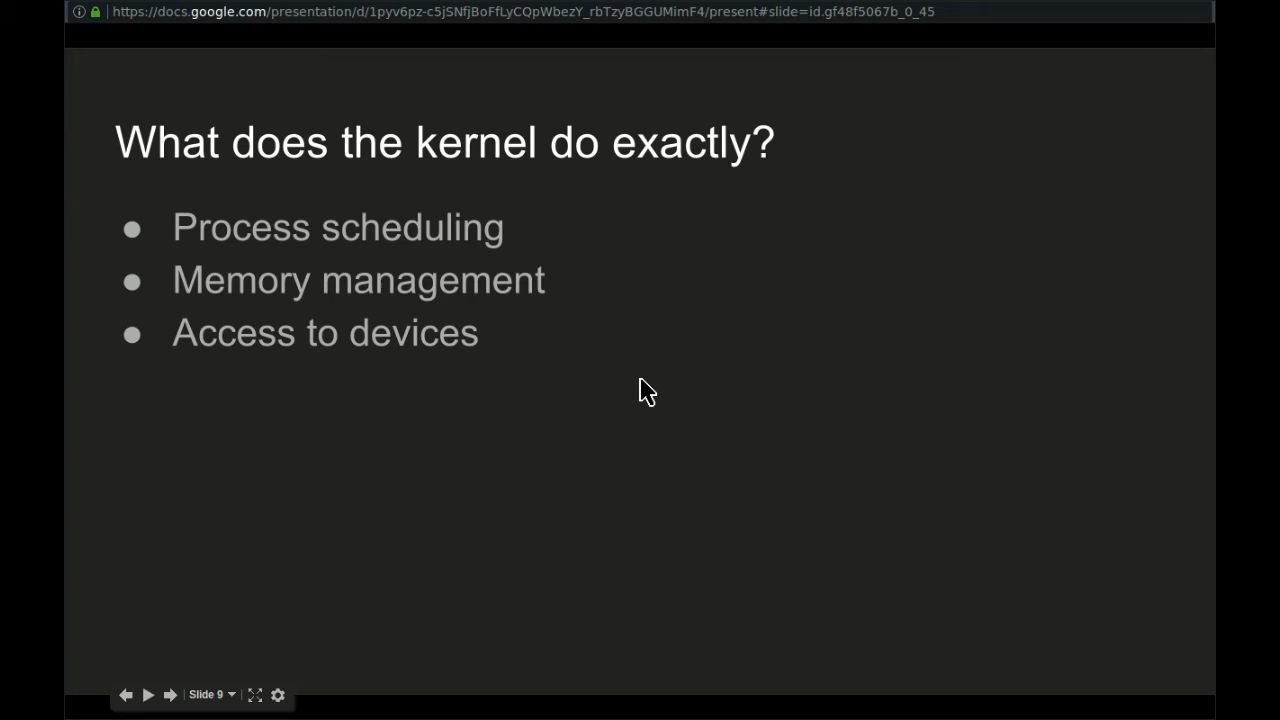 https://docs.google.com/presentation/d/1pyv6pz-c5jSNfjBoFfLyCQpWbezY_rbTzyBGGUMimF4/present#slide=id.gf48f5067b_0_45
What does the kernel do exactly?
● Process scheduling
● Memory management
● Access to devices
Slide 9